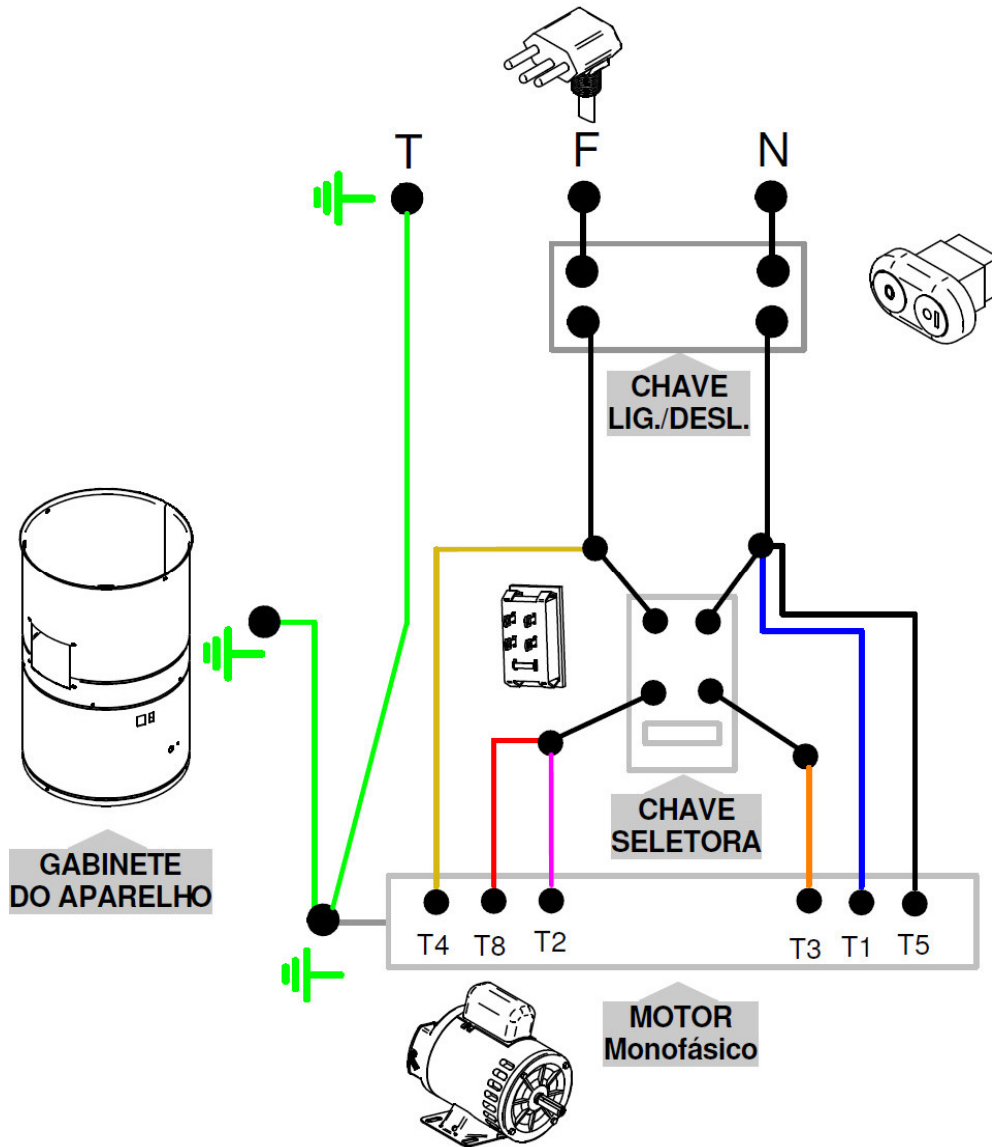 T
F
N
CHAVE
LIG./DESL.
GABINETE
DO APARELHO
CHAVE
SELETORA
T4
T8
T2
T3
T1
T5
MOTOR
Monofásico